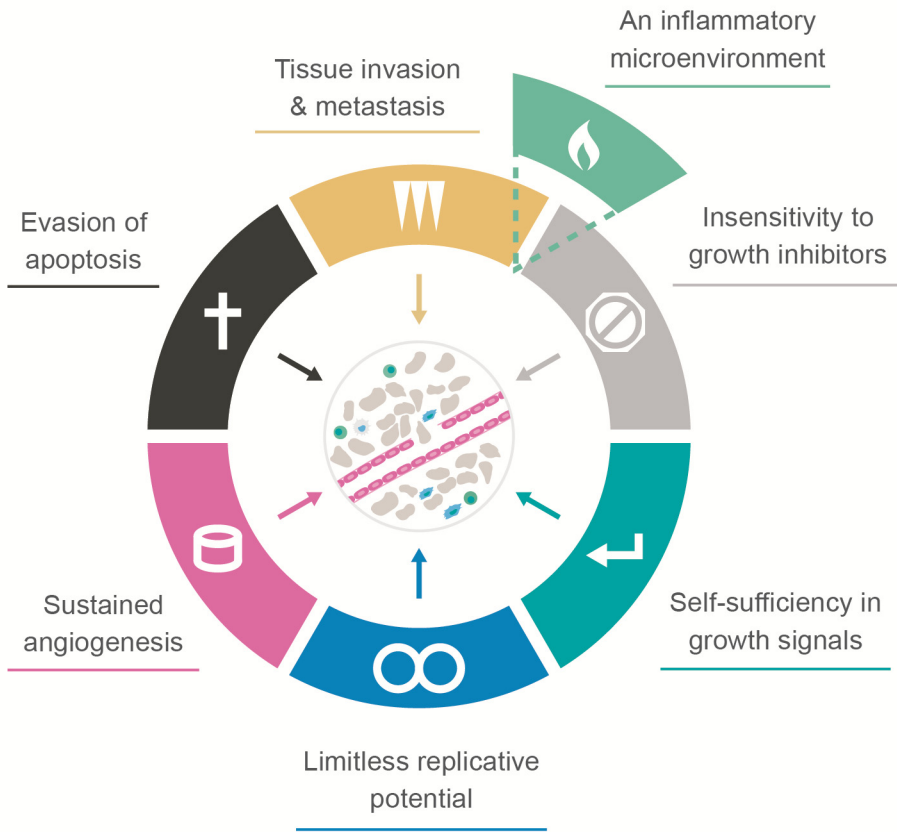 An inflammatory
microenvironment
Tissue invasion
& metastasis
Evasion of
apoptosis
Insensitivity to
growth inhibitors
Sustained
angiogenesis
Self-sufficiency in
growth signals
Limitless replicative
potential